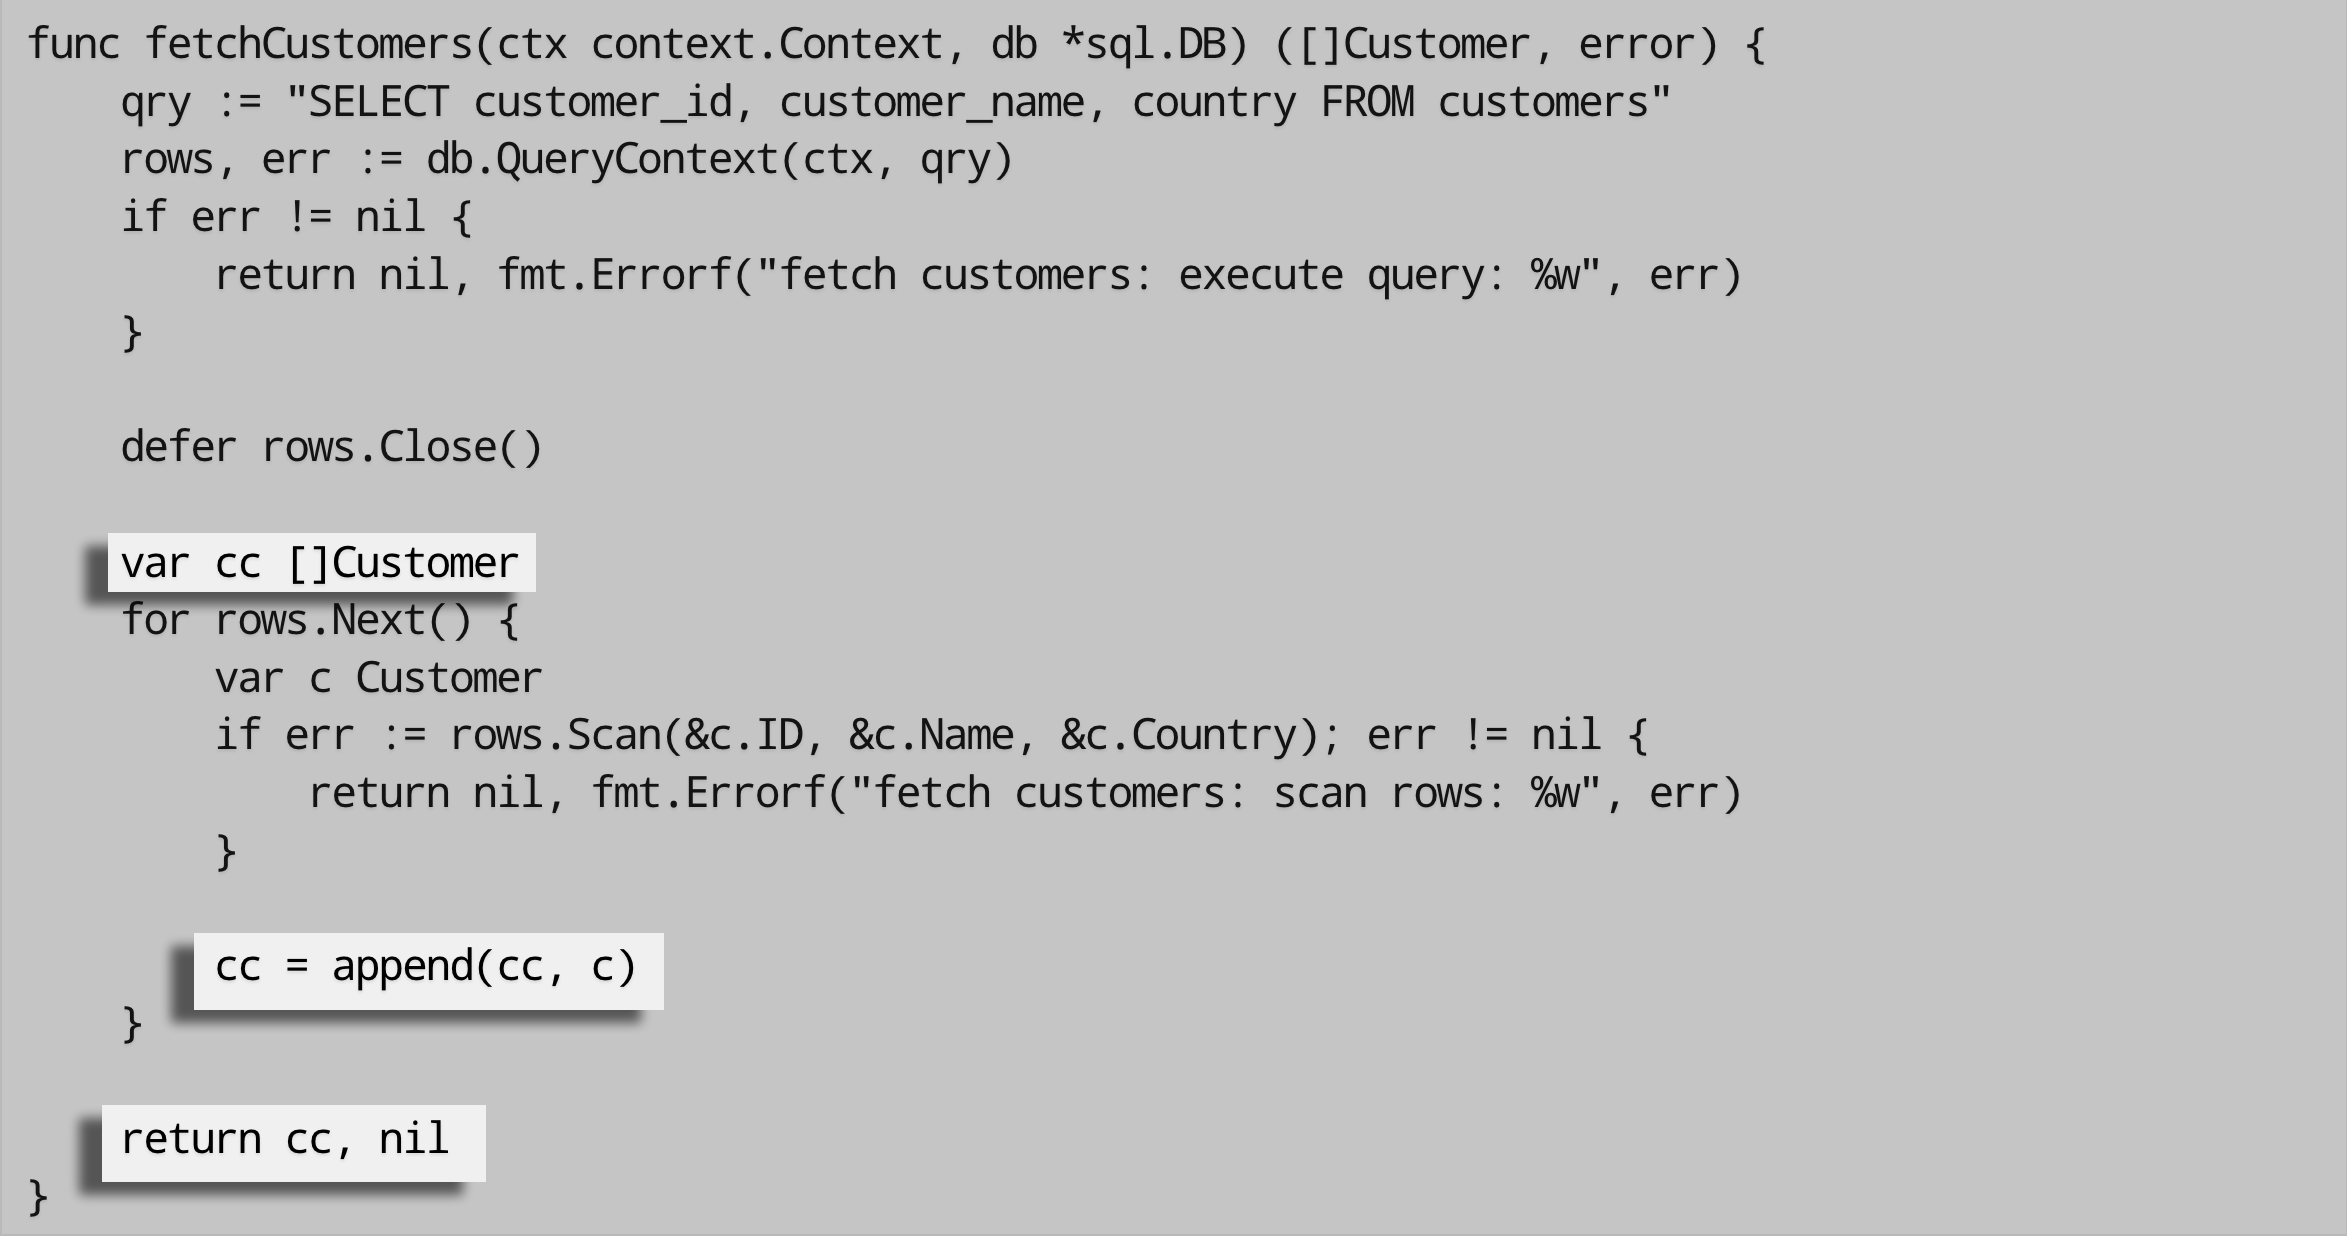 func fetchCustomers(ctx context.Context, db *sql.DB) ([]Customer, error) {
    qry := "SELECT customer_id, customer_name, country FROM customers"
    rows, err := db.QueryContext(ctx, qry)
    if err != nil {
        return nil, fmt.Errorf("fetch customers: execute query: %w", err)
    }
    defer rows.Close()
    var cc []Customer
    for rows.Next() {
        var c Customer
        if err := rows.Scan(&c.ID, &c.Name, &c.Country); err != nil {
            return nil, fmt.Errorf("fetch customers: scan rows: %w", err)
        }
        cc = append(cc, c)
    }
    return cc, nil
}